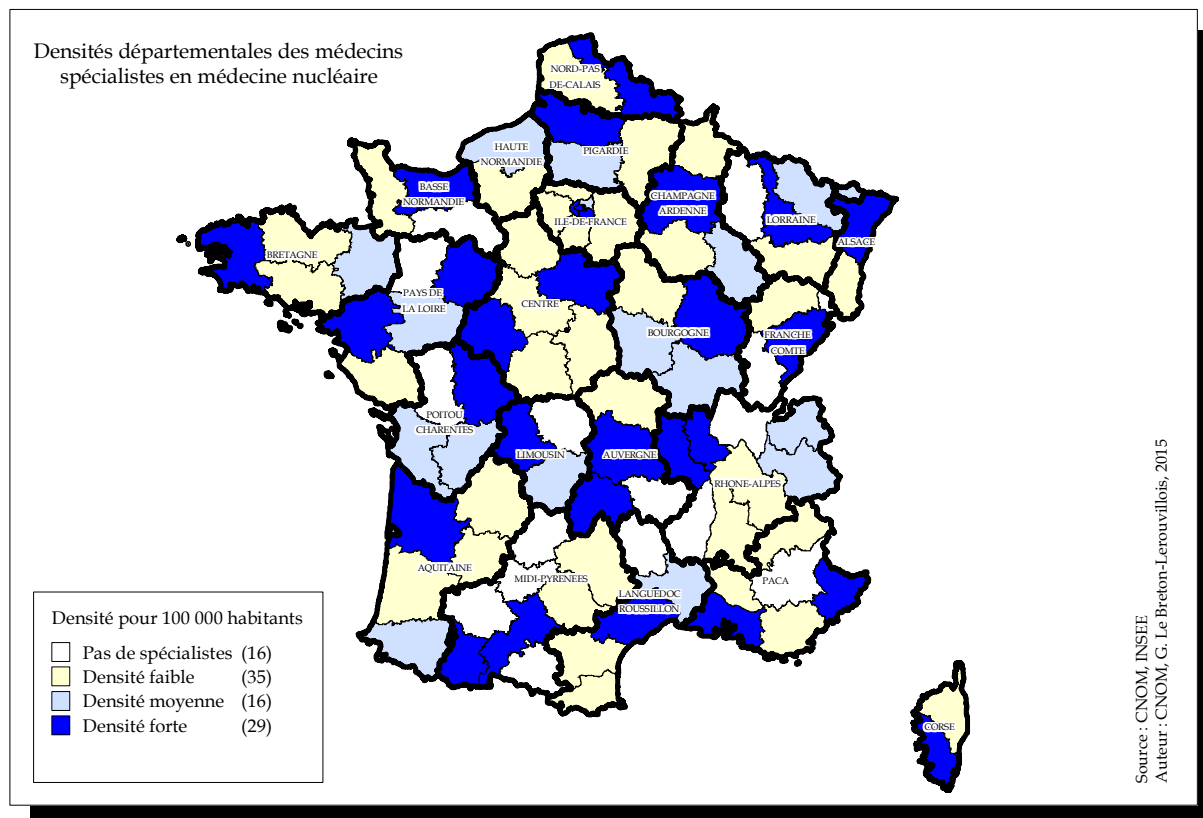 Densités départementales des médecins
spécialistes en médecine nucléaire
NORD-PAS
DE-CALAIS
HAUTE
NORMANDIE
PIGARDIE
BASSE
NORMANDIE
CHAMPAGNE
ARDENNE
LORRAINE
ILE-DE-FRANCE
ALSACE
BRETAGNE
PAYS DE
LA LOIRE
CENTRE
BOURGOGNE
FRANCHE
COMTE
POITOU
CHARENTES
LIMOUSIN
AUVERGNE
RHONE-ALPES
AQUITAINE
MIDI-PYRENEES
LANGUEDOC
ROUSSILLON
PACA
CORSE
Densité pour 100 000 habitants
Pas de spécialistes (16)
Densité faible (35)
Densité moyenne (16)
Densité forte (29)
Source : CNOM, INSEE
Auteur : CNOM, G. Le Breton-Lerouvillois, 2015